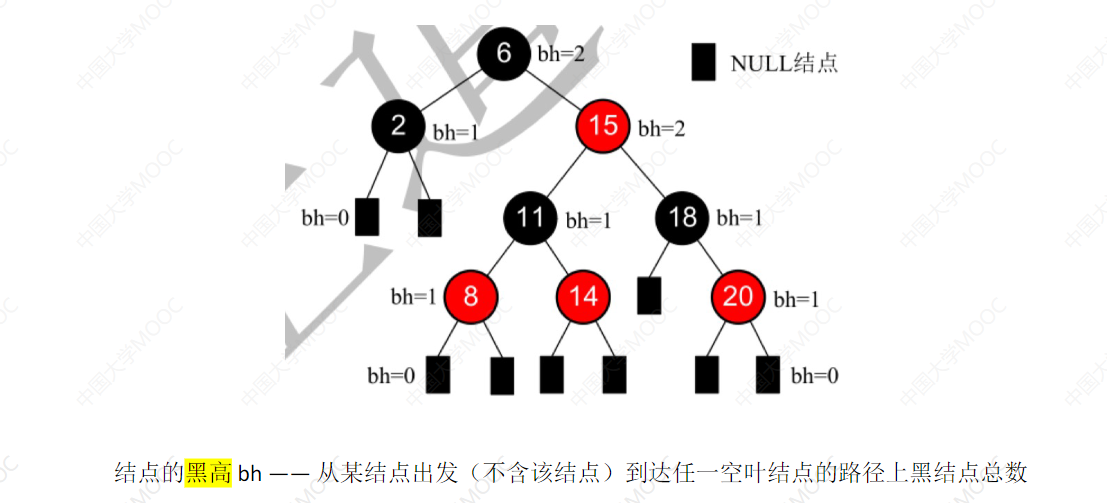 6 bh=2
NULL结点
2 bh=1
15 bh=2
bh=0
11 bh=1
18 bh=1
bh=1 8
14
20 bh=1
bh=0
bh=0
结点的黑高 bh —— 从某结点出发（不含该结点）到达任一空叶结点的路径上黑结点总数
中国大学MOOC